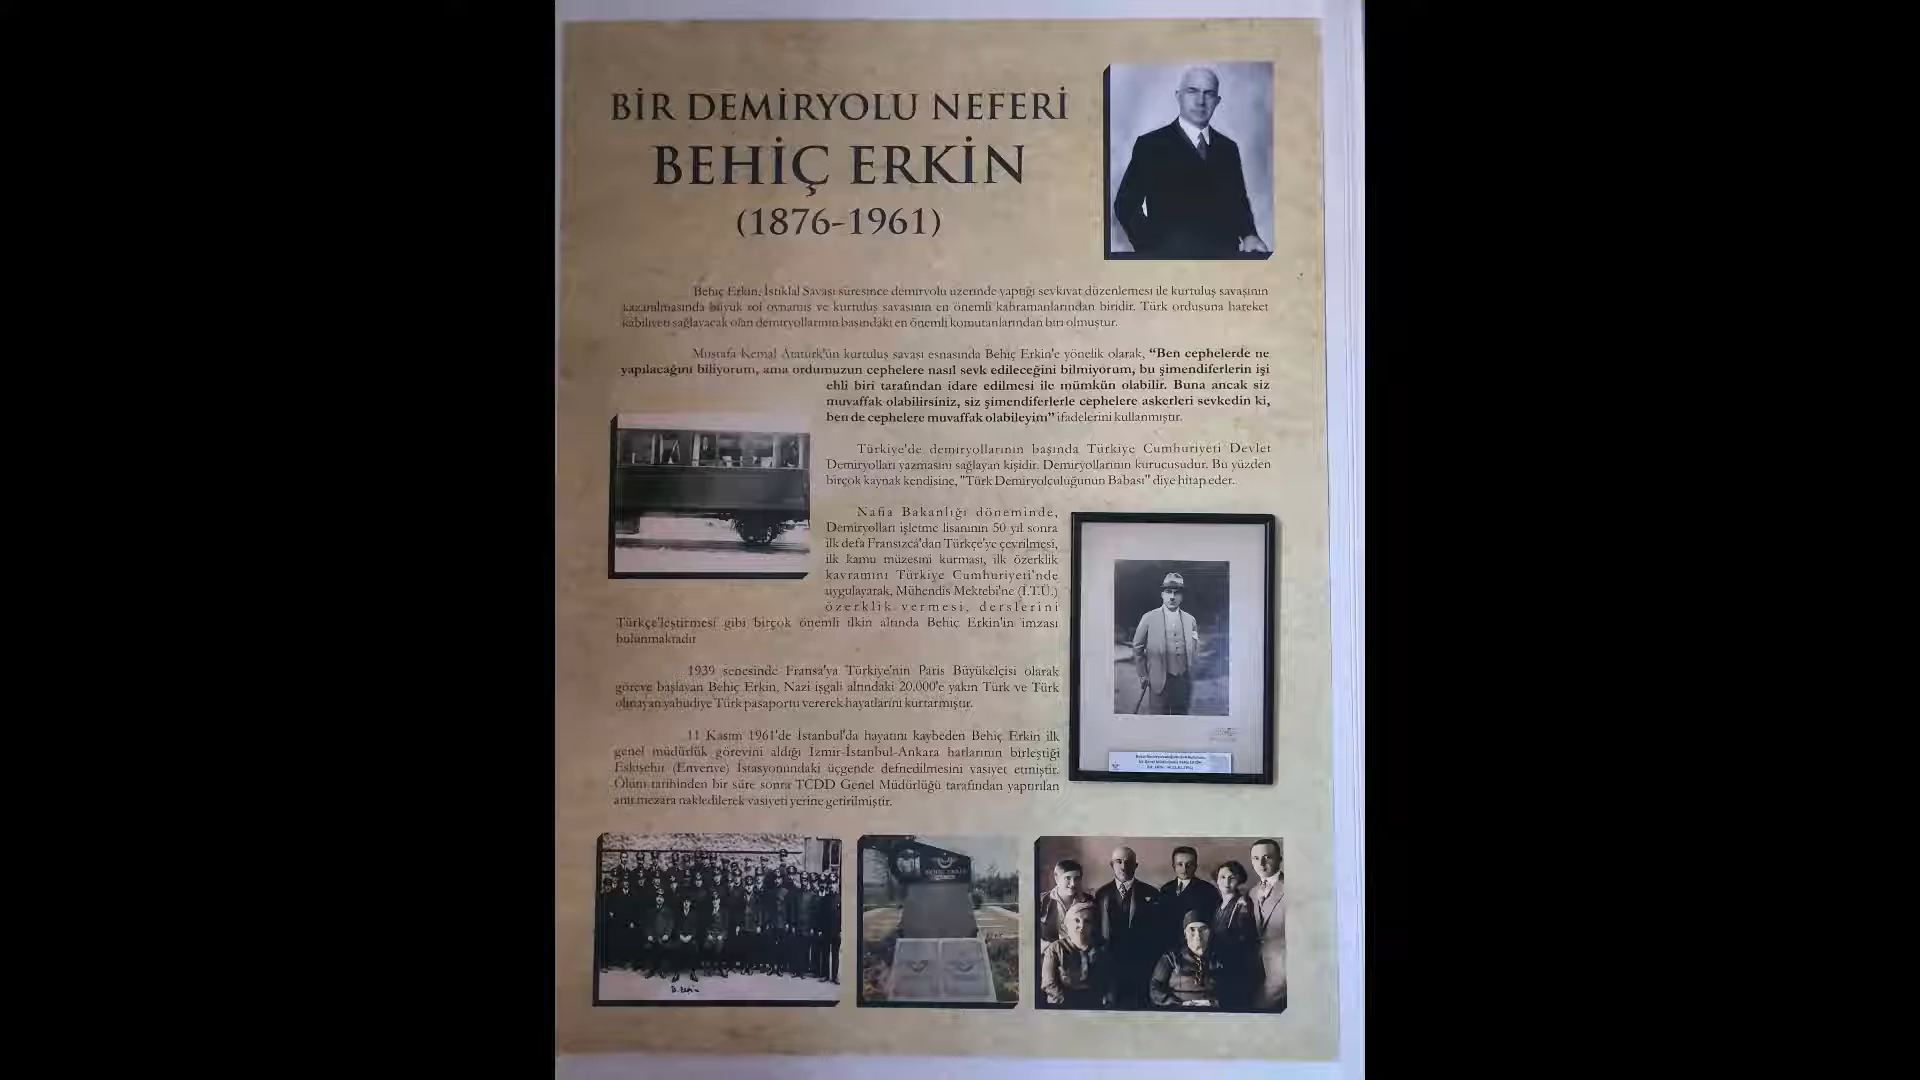 BİR DEMİRYOLU NEFERİ
BEHİÇ ERKİN
(1876-1961)
Behiç Erkin, İstiklal Savaşı süresince demiryolu üzerinde yaptığı sevkiyat düzenlemesi ile kurtuluş savaşının
kazanılmasında büyük rol oynamış ve kurtuluş savaşının en önemli kahramanlarından biridir. Türk ordusuna hareket
kabiliyeti sağlayacak olan demiryollarının başındaki en önemli komutanlarından biri olmuştur.
Mustafa Kemal Atatürk'ün kurtuluş savaşı esnasında Behiç Erkin'e yönelik olarak, “Ben cephelerde ne
yapılacağını biliyorum, ama ordumuzun cephelere nasıl sevk edileceğini bilmiyorum, bu şimendiferlerin işi
ehli biri tarafından idare edilmesi ile mümkün olabilir. Buna ancak siz
muvaffak olabilirsiniz, siz şimendiferlerle cephelere askerleri sevkedin ki,
ben de cephelere muvaffak olabileyim” ifadelerini kullanmıştır.
Türkiye'de demiryollarının başında Türkiye Cumhuriyeti Devlet
Demiryolları yazmasını sağlayan kişidir. Demiryollarının kurucusudur. Bu yüzden
birçok kaynak kendisine, "Türk Demiryolculuğunun Babası" diye hitap eder.
Nafia Bakanlığı döneminde,
Demiryolları işletme lisanının 50 yıl sonra
ilk defa Fransızca'dan Türkçe'ye çevrilmesi,
ilk kamu müzesini kurması, ilk özerklik
kavramını Türkiye Cumhuriyeti'nde
uygulayarak, Mühendis Mektebi'ne (İ.T.Ü.)
özerklik vermesi, derslerini
Türkçe'leştirmesi gibi birçok önemli ilkin altında Behiç Erkin'in imzası
bulunmaktadır
1939 senesinde Fransa'ya Türkiye'nin Paris Büyükelçisi olarak
göreve başlayan Behiç Erkin, Nazi işgali altındaki 20.000'e yakın Türk ve Türk
olmayan yahudiye Türk pasaportu vererek hayatlarını kurtarmıştır.
11 Kasım 1961'de İstanbul'da hayatını kaybeden Behiç Erkin ilk
genel müdürlük görevini aldığı İzmir-İstanbul-Ankara hatlarının birleştiği
Eskişehir (Enveriye) İstasyonundaki üçgende defnedilmesini vasiyet etmiştir.
Ölüm tarihinden bir süre sonra TCDD Genel Müdürlüğü tarafından yaptırılan
anıt mezara nakledilerek vasiyeti yerine getirilmiştir.
BEHİÇ ERKİN
B. Erkin